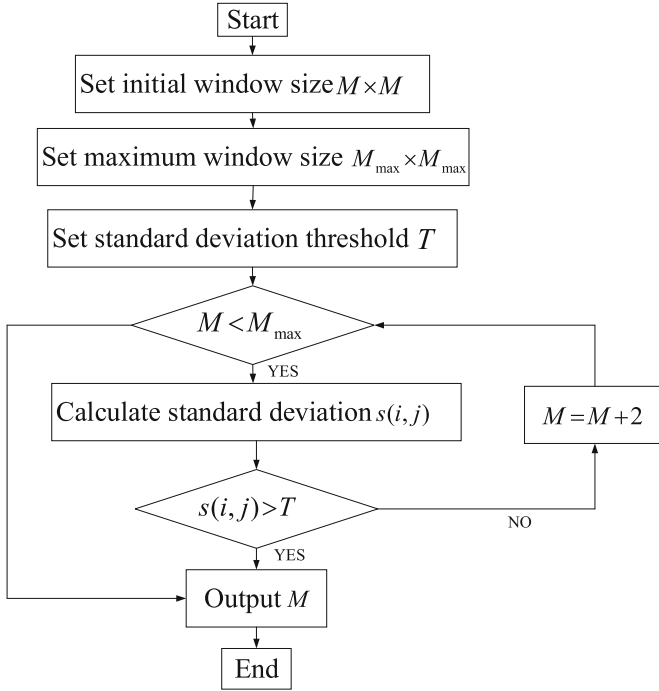 Start
Set initial window size M×M
Set maximum window size M_max×M_max
Set standard deviation threshold T
M<M_max
YES
Calculate standard deviation s(i, j)
M=M+2
s(i, j)>T
NO
YES
Output M
End